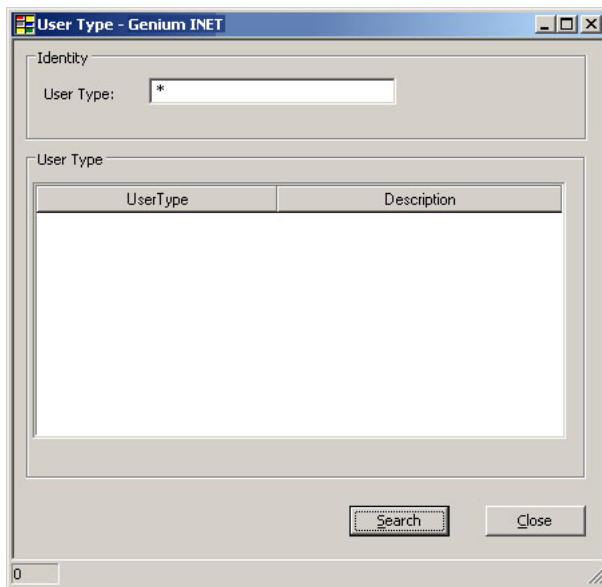 User Type - Genium INET
Identity
User Type: *
User Type
UserType Description
Search Close
0